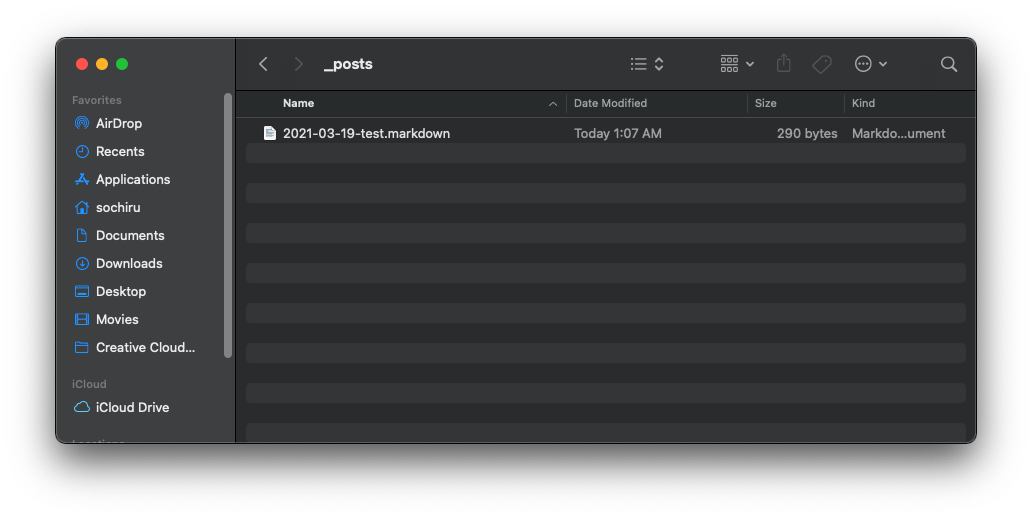 _posts
Favorites
AirDrop
Recents
Applications
sochiru
Documents
Downloads
Desktop
Movies
Creative Cloud...
iCloud
iCloud Drive
Name Date Modified Size Kind
2021-03-19-test.markdown Today 1:07 AM 290 bytes Markdo...ument